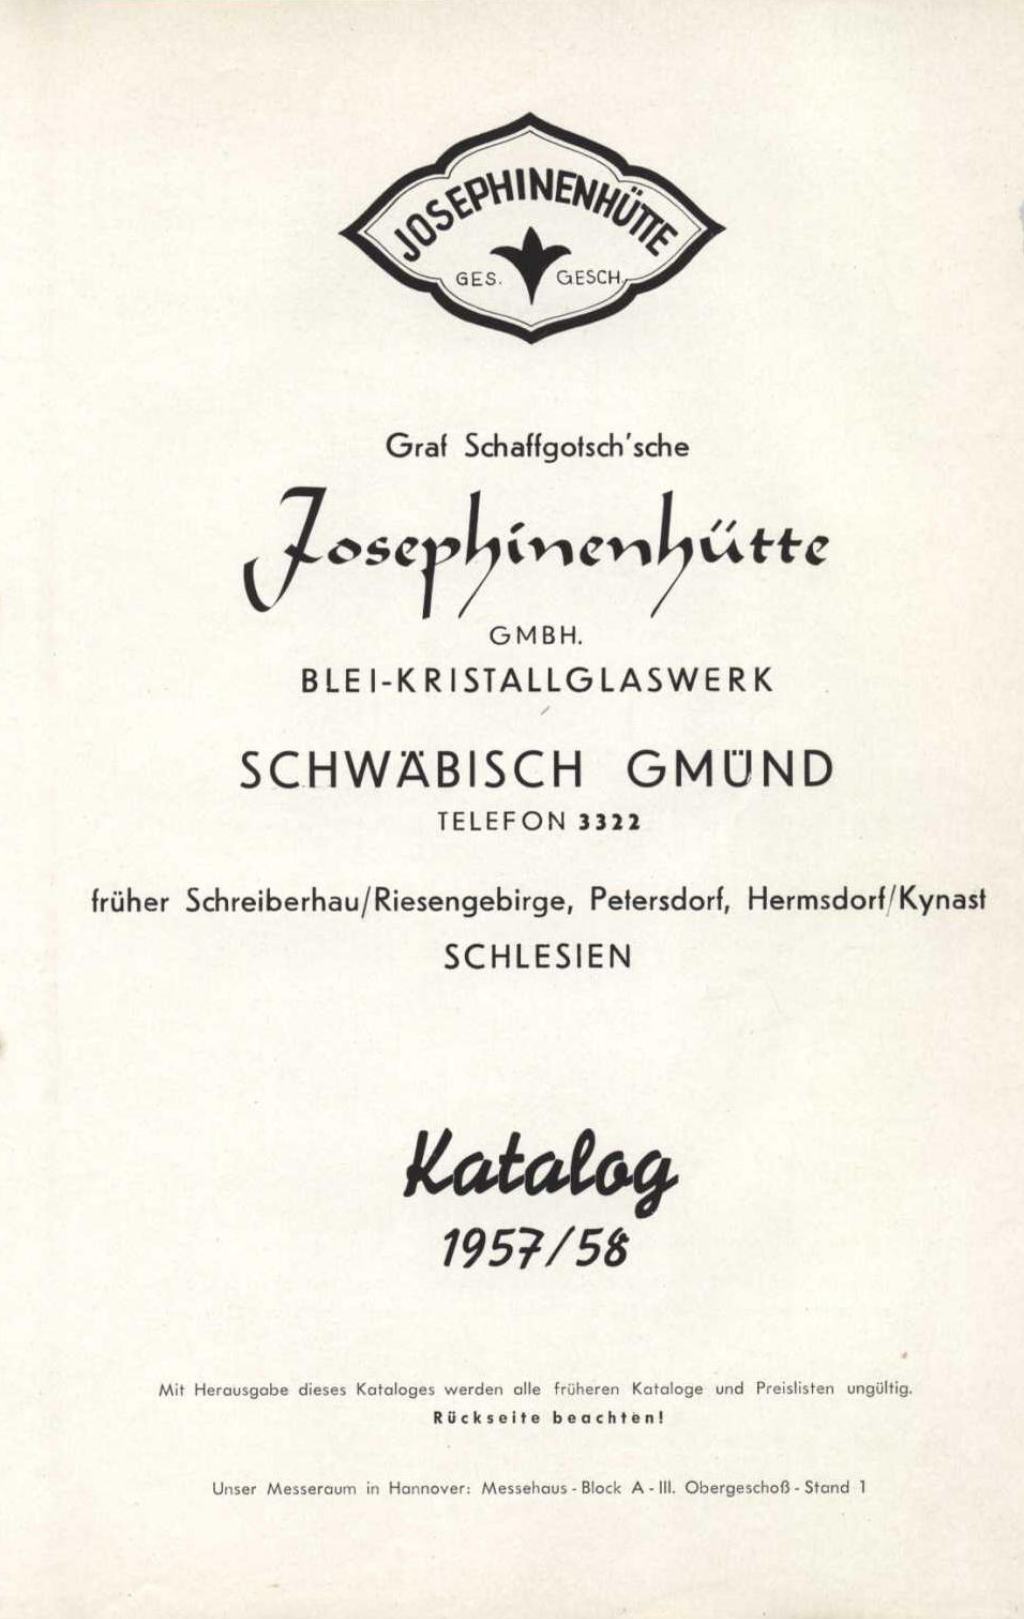 JOSEPHINENHÜTTE
GES. GESCH.
Graf Schaffgotsch'sche
Josephinenhütte
GMBH.
BLEI-KRISTALLGLASWERK
SCHWÄBISCH GMÜND
TELEFON 3322
früher Schreiberhau/Riesengebirge, Petersdorf, Hermsdorf/Kynast
SCHLESIEN
Katalog
1957/58
Mit Herausgabe dieses Kataloges werden alle früheren Kataloge und Preislisten ungültig.
Rückseite beachten!
Unser Messeraum in Hannover: Messehaus - Block A - III. Obergeschoß - Stand 1